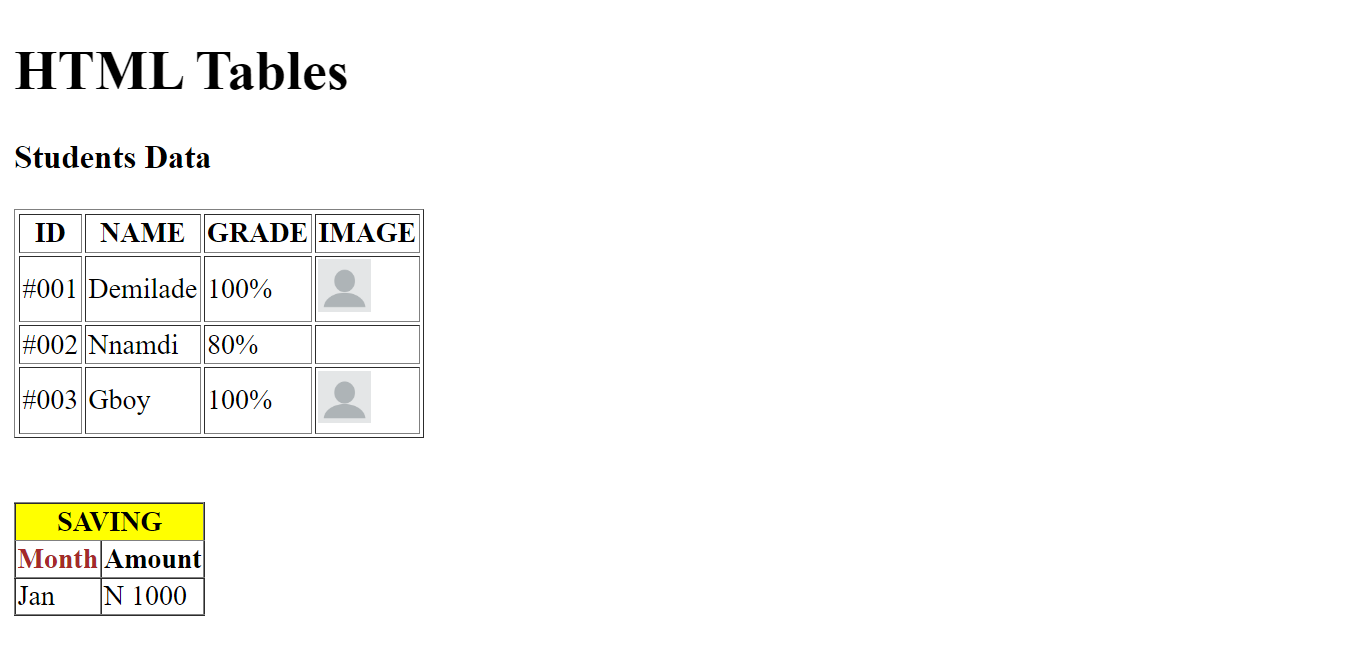 HTML Tables
Students Data
ID NAME GRADE IMAGE
#001 Demilade 100%
#002 Nnamdi 80%
#003 Gboy 100%
SAVING
Month Amount
Jan N 1000